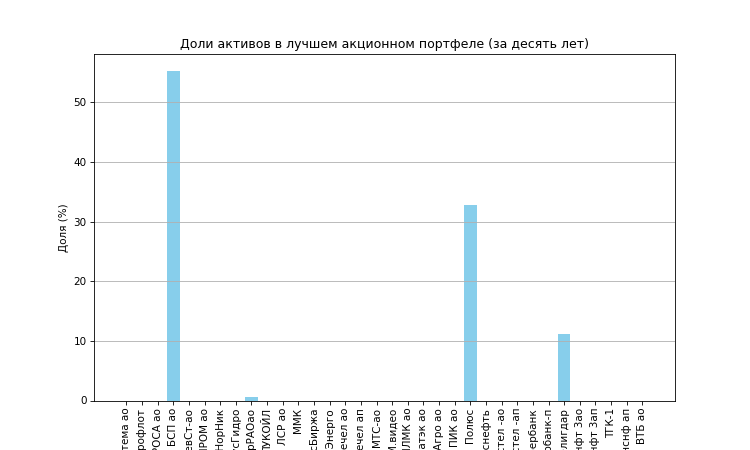 Доли активов в лучшем акционном портфеле (за десять лет)
Доля (%)
50
40
30
20
10
0
тема ао
рофлот
РОСА ао
БСП ао
евСт-ао
ПРОМ ао
НорНик
сГидро
рРАОао
ЛУКОЙЛ
ЛСР ао
ММК
сБиржа
Энерго
ечел ао
ечел ап
МТС-ао
М.видео
ЛМК ао
атэк ао
Агро ао
ПИК ао
Полюс
снефть
стел -ао
стел -ап
ербанк
рбанк-п
лигдар
нфт 3ао
нфт 3ап
ТГК-1
нснф ап
ВТБ ао